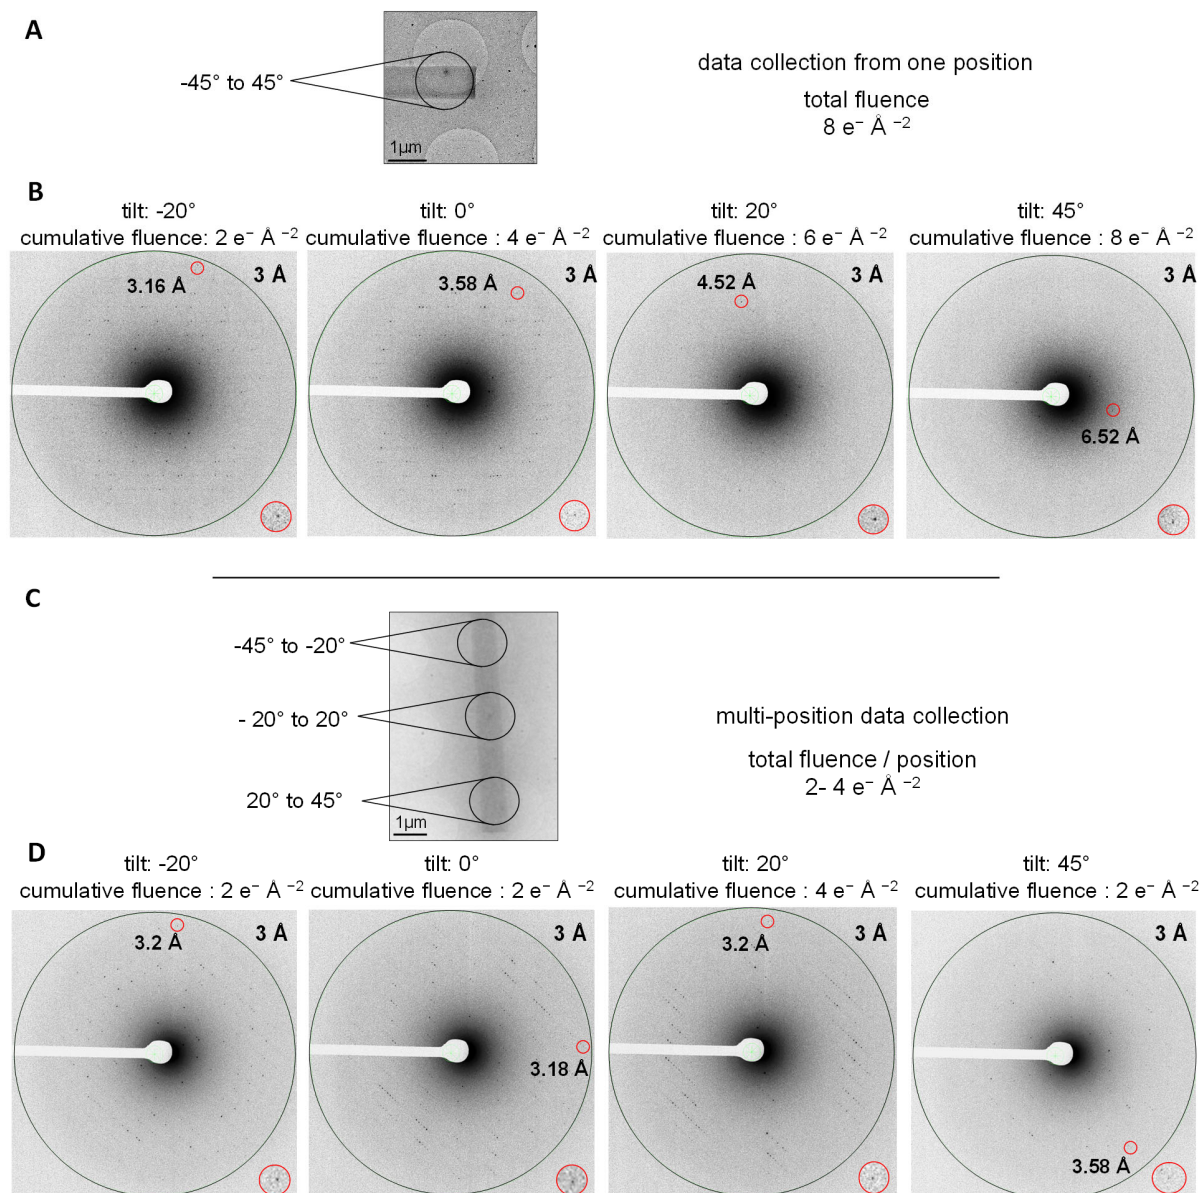 A
-45° to 45°
1µm
data collection from one position
total fluence
8 e⁻ Å ⁻²
B
tilt: -20°
cumulative fluence: 2 e⁻ Å ⁻²
3 Å
3.16 Å
tilt: 0°
cumulative fluence : 4 e⁻ Å ⁻²
3 Å
3.58 Å
tilt: 20°
cumulative fluence : 6 e⁻ Å ⁻²
3 Å
4.52 Å
tilt: 45°
cumulative fluence : 8 e⁻ Å ⁻²
3 Å
6.52 Å
C
-45° to -20°
- 20° to 20°
20° to 45°
1µm
multi-position data collection
total fluence / position
2- 4 e⁻ Å ⁻²
D
tilt: -20°
cumulative fluence : 2 e⁻ Å ⁻²
3 Å
3.2 Å
tilt: 0°
cumulative fluence : 2 e⁻ Å ⁻²
3 Å
3.18 Å
tilt: 20°
cumulative fluence : 4 e⁻ Å ⁻²
3 Å
3.2 Å
tilt: 45°
cumulative fluence : 2 e⁻ Å ⁻²
3 Å
3.58 Å